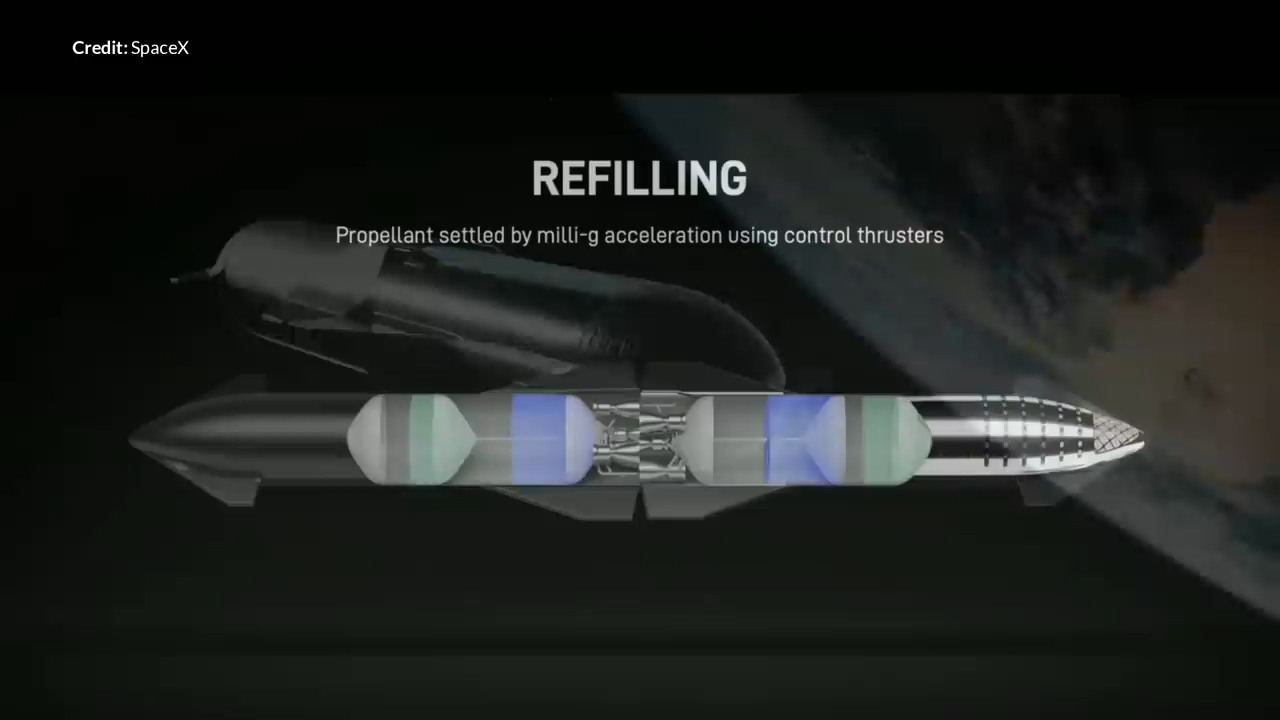 Credit: SpaceX
REFILLING
Propellant settled by milli-g acceleration using control thrusters